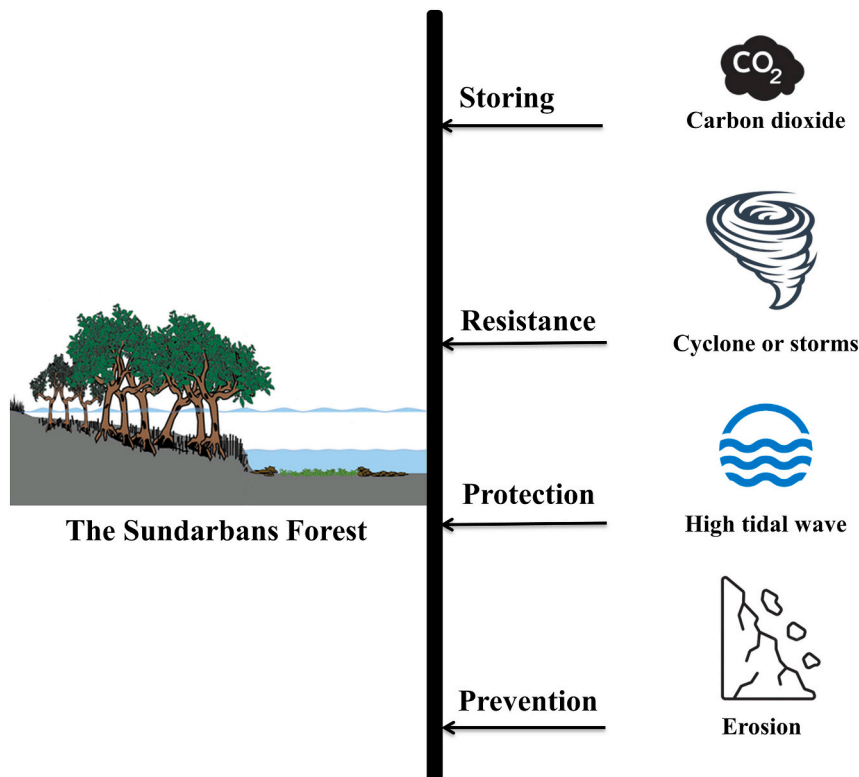 CO2
Storing
Carbon dioxide
Resistance
Cyclone or storms
Protection
The Sundarbans Forest
High tidal wave
Prevention
Erosion